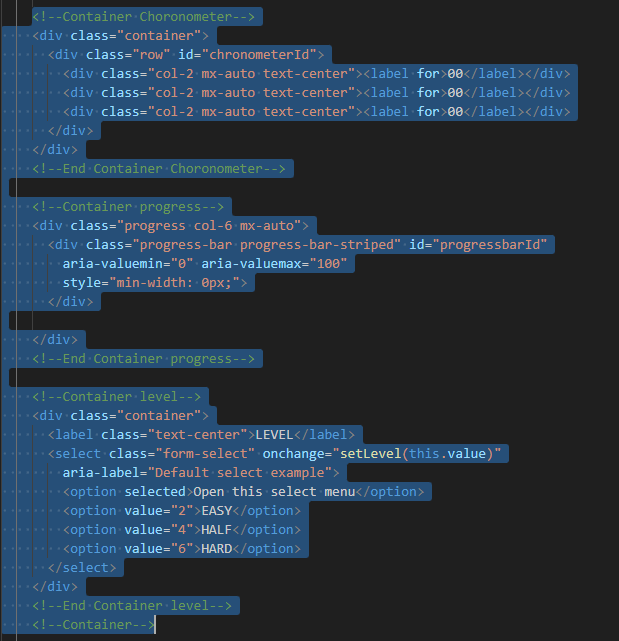 <!--Container Choronometer-->
<div class="container">
<div class="row" id="chronometerId">
<div class="col-2 mx-auto text-center"><label for>00</label></div>
<div class="col-2 mx-auto text-center"><label for>00</label></div>
<div class="col-2 mx-auto text-center"><label for>00</label></div>
</div>
</div>
<!--End Container Choronometer-->
<!--Container progress-->
<div class="progress col-6 mx-auto">
<div class="progress-bar progress-bar-striped" id="progressbarId"
aria-valuemin="0" aria-valuemax="100"
style="min-width: 0px;">
</div>
</div>
<!--End Container progress-->
<!--Container level-->
<div class="container">
<label class="text-center">LEVEL</label>
<select class="form-select" onchange="setLevel(this.value)"
aria-label="Default select example">
<option selected>Open this select menu</option>
<option value="2">EASY</option>
<option value="4">HALF</option>
<option value="6">HARD</option>
</select>
</div>
<!--End Container level-->
<!--Container-->